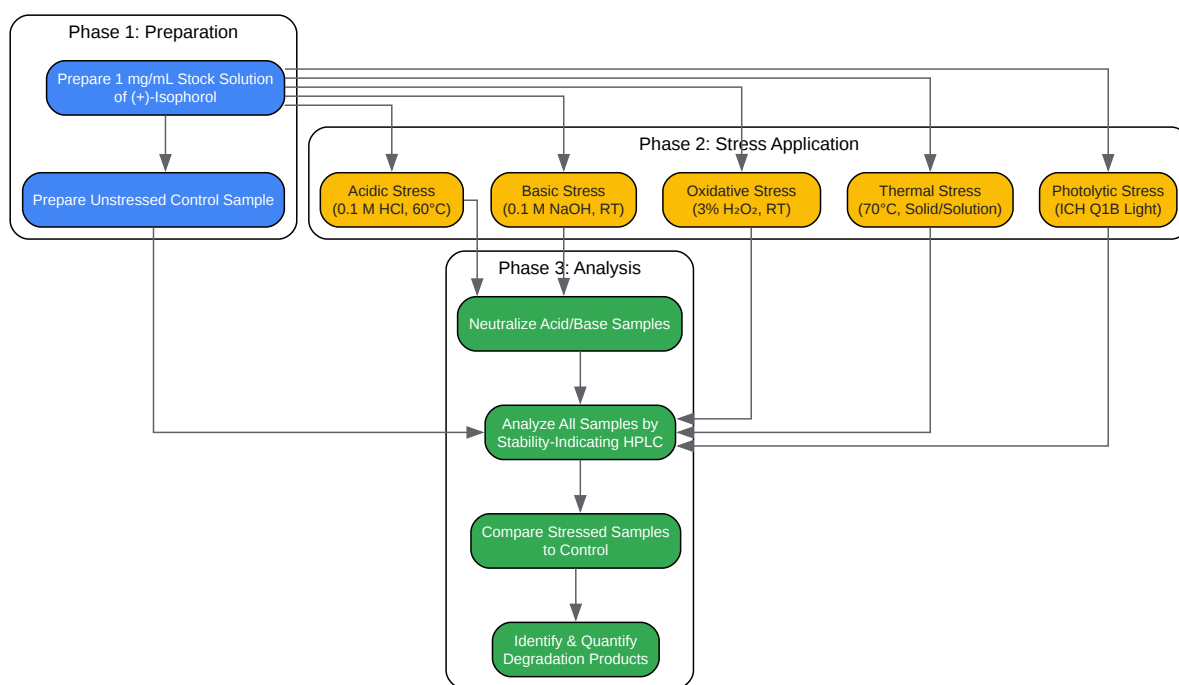 Phase 1: Preparation
Prepare 1 mg/mL Stock Solution
of (+)-Isophorol
Prepare Unstressed Control Sample
Phase 2: Stress Application
Acidic Stress
(0.1 M HCl, 60°C)
Basic Stress
(0.1 M NaOH, RT)
Oxidative Stress
(3% H₂O₂, RT)
Thermal Stress
(70°C, Solid/Solution)
Photolytic Stress
(ICH Q1B Light)
Phase 3: Analysis
Neutralize Acid/Base Samples
Analyze All Samples by
Stability-Indicating HPLC
Compare Stressed Samples
to Control
Identify & Quantify
Degradation Products